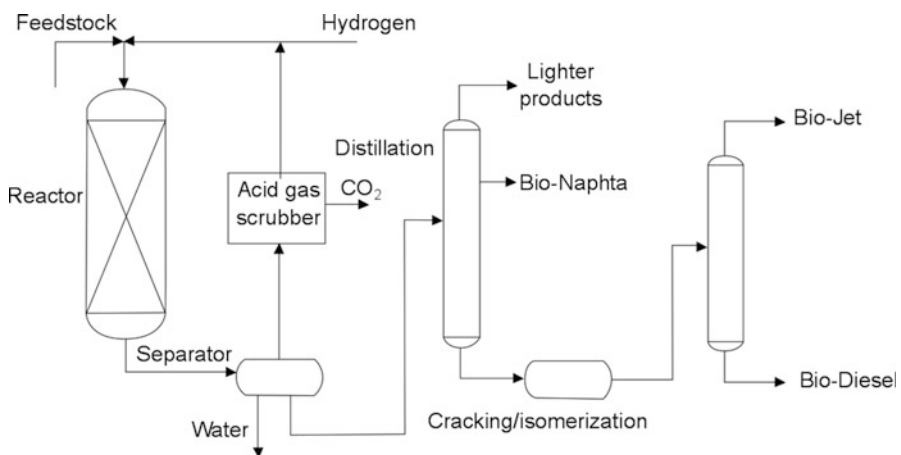 Feedstock
Hydrogen
Lighter
products
Bio-Jet
Distillation
Reactor
Acid gas
scrubber
CO₂
Bio-Naphta
Separator
Water
Cracking/isomerization
Bio-Diesel